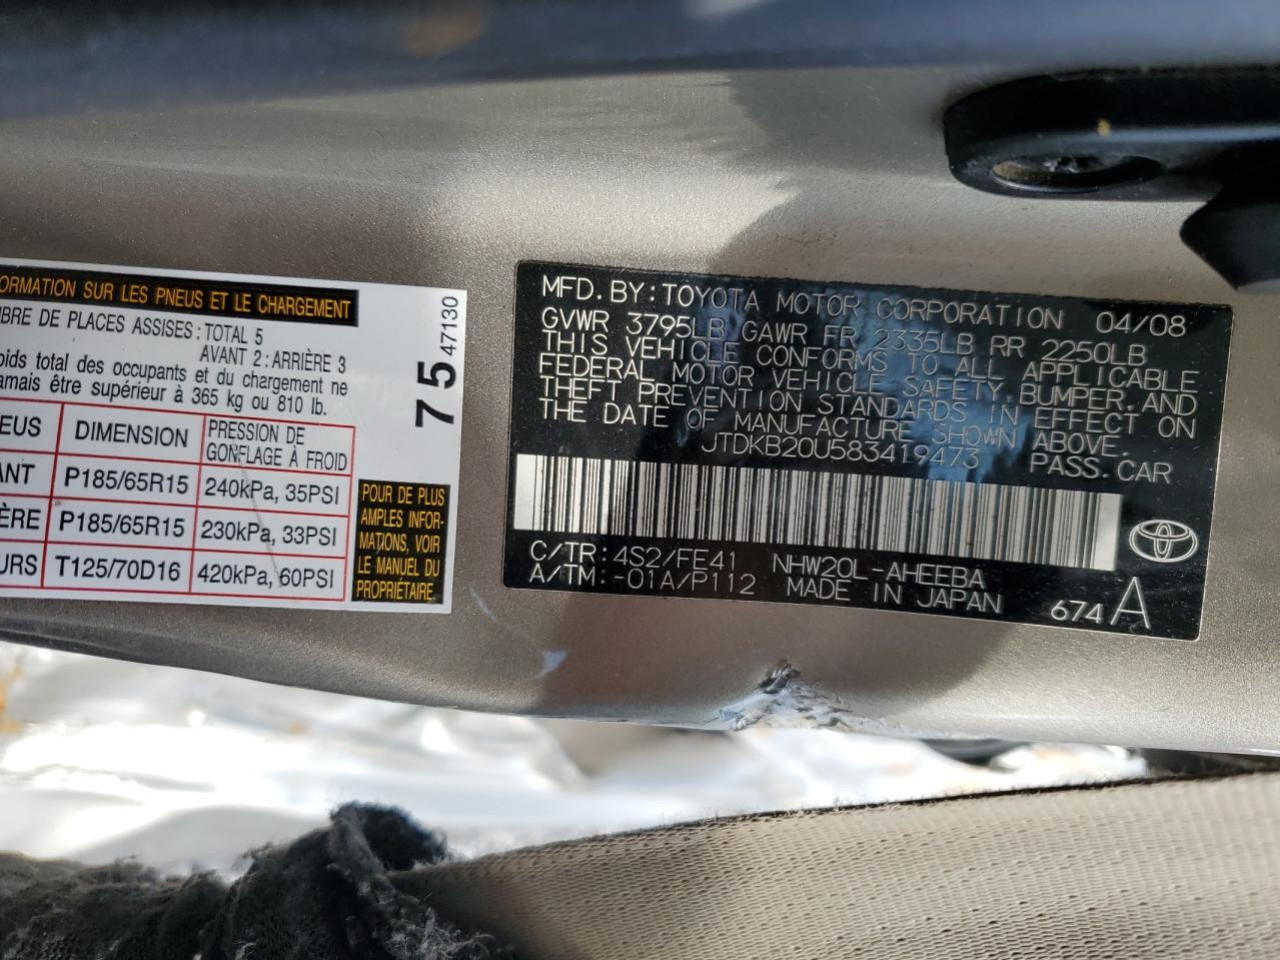 ORMATION SUR LES PNEUS ET LE CHARGEMENT
BRE DE PLACES ASSISES: TOTAL 5
AVANT 2: ARRIÈRE 3
oids total des occupants et du chargement ne
amais être supérieur à 365 kg ou 810 lb.
EUS DIMENSION PRESSION DE GONFLAGE À FROID
ANT P185/65R15 240kPa, 35PSI
ÈRE P185/65R15 230kPa, 33PSI
URS T125/70D16 420kPa, 60PSI
75 47130
POUR DE PLUS
AMPLES INFOR-
MATIONS, VOIR
LE MANUEL DU
PROPRIÉTAIRE.
MFD. BY: TOYOTA MOTOR CORPORATION 04/08
GVWR 3795LB GAWR FR 2335LB RR 2250LB
THIS VEHICLE CONFORMS TO ALL APPLICABLE
FEDERAL MOTOR VEHICLE SAFETY, BUMPER, AND
THEFT PREVENTION STANDARDS IN EFFECT ON
THE DATE OF MANUFACTURE SHOWN ABOVE.
JTDKB20U583419473 PASS. CAR
C/TR: 4S2/FE41 NHW20L-AHEEBA
A/TM: -01A/P112 MADE IN JAPAN
674 A